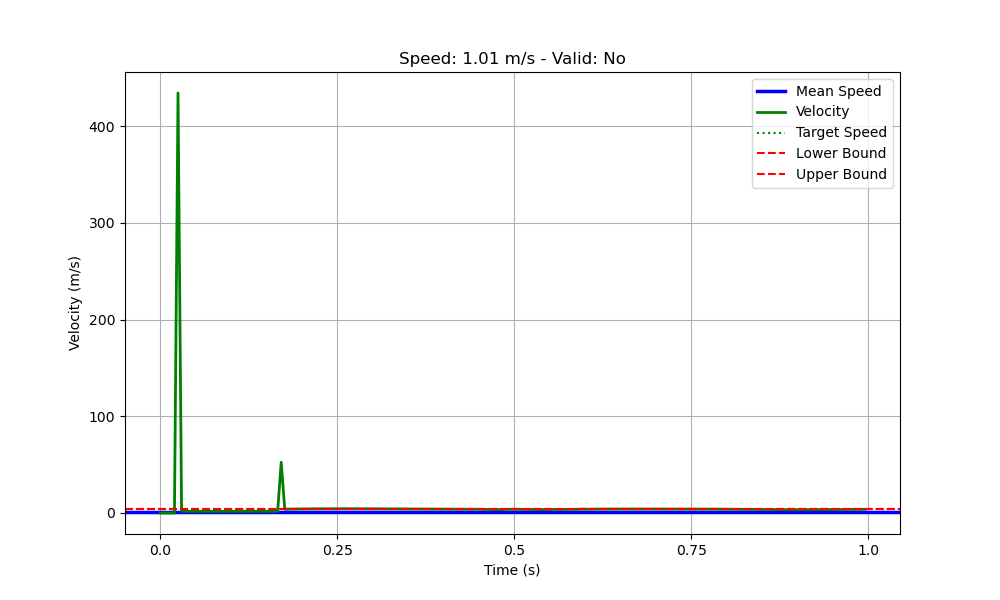 Speed: 1.01 m/s - Valid: No
Mean Speed
Velocity
Target Speed
Lower Bound
Upper Bound
Velocity (m/s)
400
300
200
100
0
0.0
0.25
0.5
0.75
1.0
Time (s)